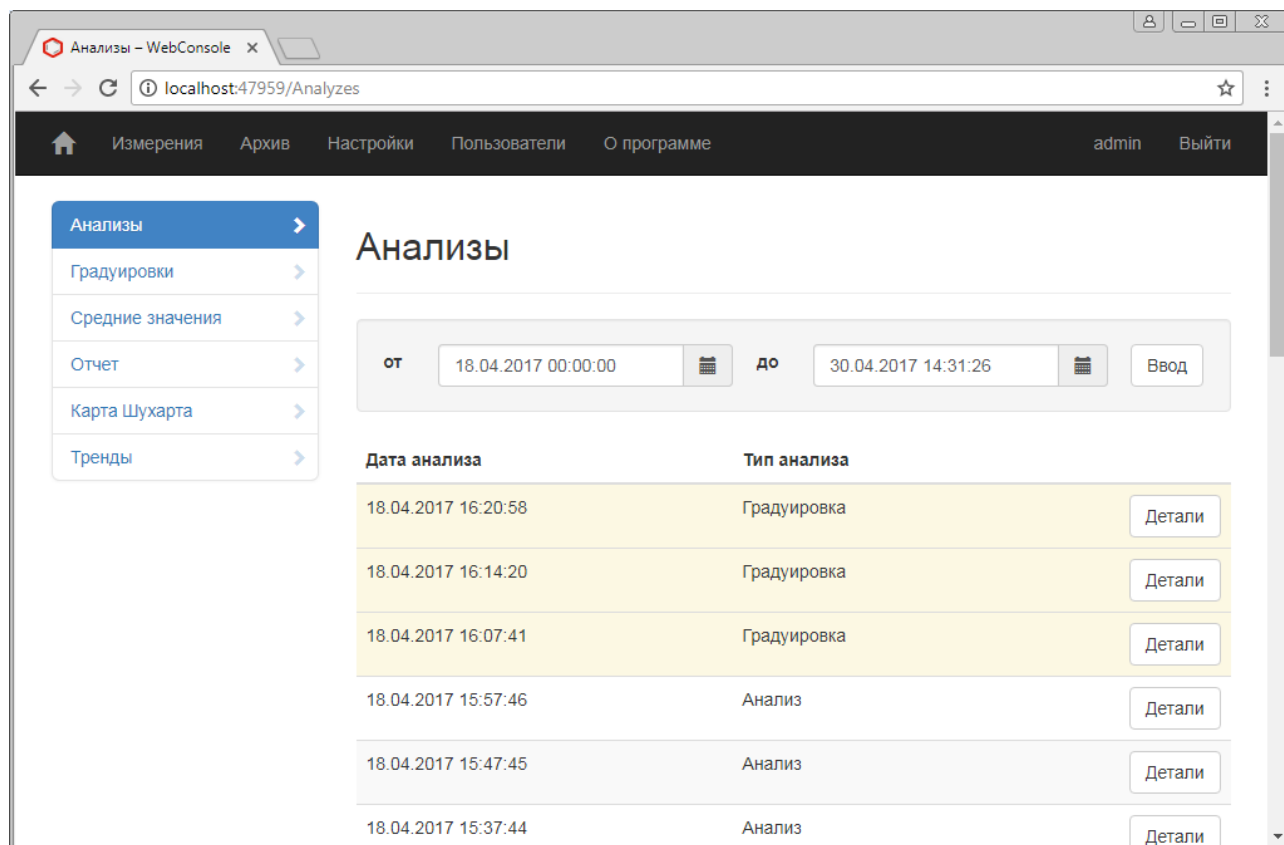 Анализы – WebConsole
localhost:47959/Analyzes
Измерения Архив Настройки Пользователи О программе admin Выйти
Анализы
Градуировки
Средние значения
Отчет
Карта Шухарта
Тренды
Анализы
от 18.04.2017 00:00:00 до 30.04.2017 14:31:26 Ввод
Дата анализа Тип анализа
18.04.2017 16:20:58 Градуировка Детали
18.04.2017 16:14:20 Градуировка Детали
18.04.2017 16:07:41 Градуировка Детали
18.04.2017 15:57:46 Анализ Детали
18.04.2017 15:47:45 Анализ Детали
18.04.2017 15:37:44 Анализ Детали